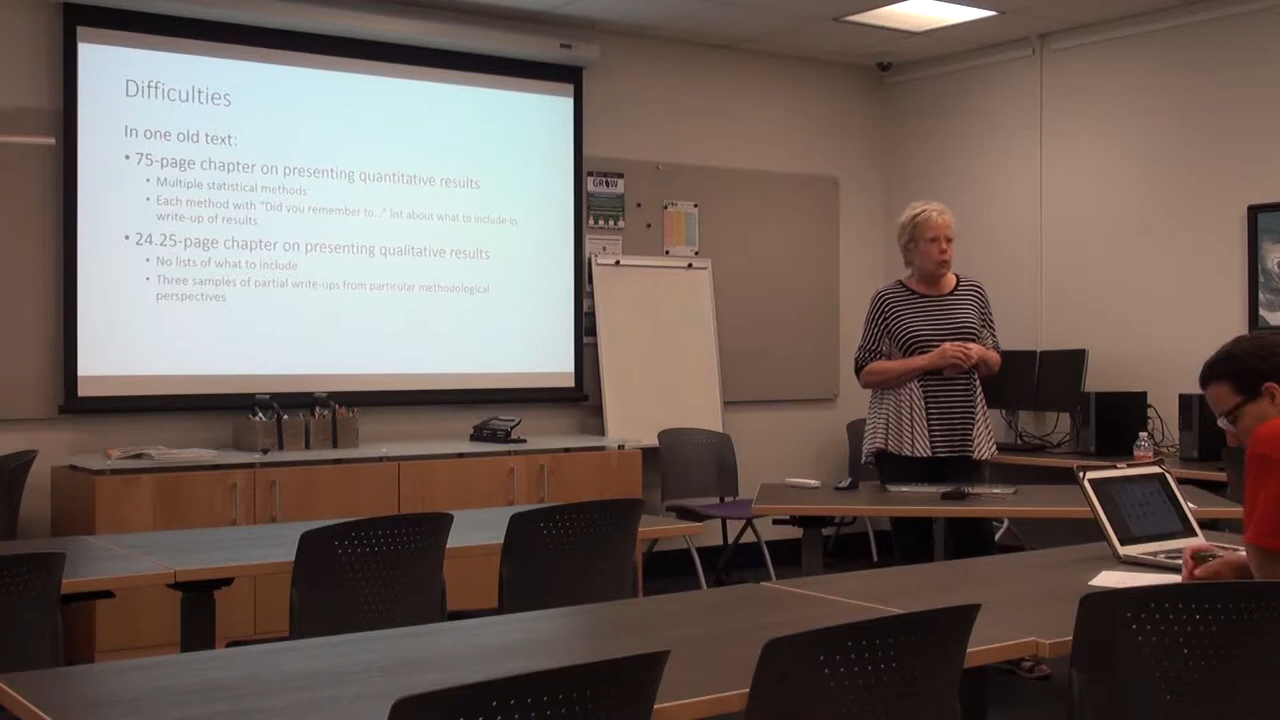 Difficulties
In one old text:
• 75-page chapter on presenting quantitative results
• Multiple statistical methods
• Each method with "Did you remember to..." list about what to include in
write-up of results
• 24.25-page chapter on presenting qualitative results
• No lists of what to include
• Three samples of partial write-ups from particular methodological
perspectives
GROW